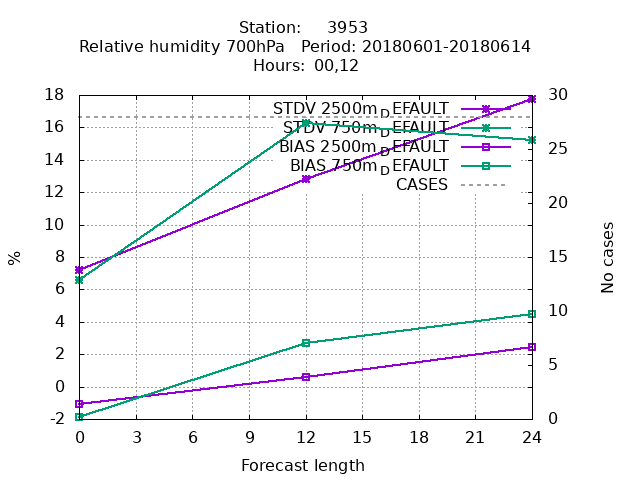 Station: 3953
Relative humidity 700hPa Period: 20180601-20180614
Hours: 00,12
STDV 2500m_DEFAULT
STDV 750m_DEFAULT
BIAS 2500m_DEFAULT
BIAS 750m_DEFAULT
CASES
%
18
16
14
12
10
8
6
4
2
0
-2
30
25
20
15
10
5
0
No cases
0 3 6 9 12 15 18 21 24
Forecast length